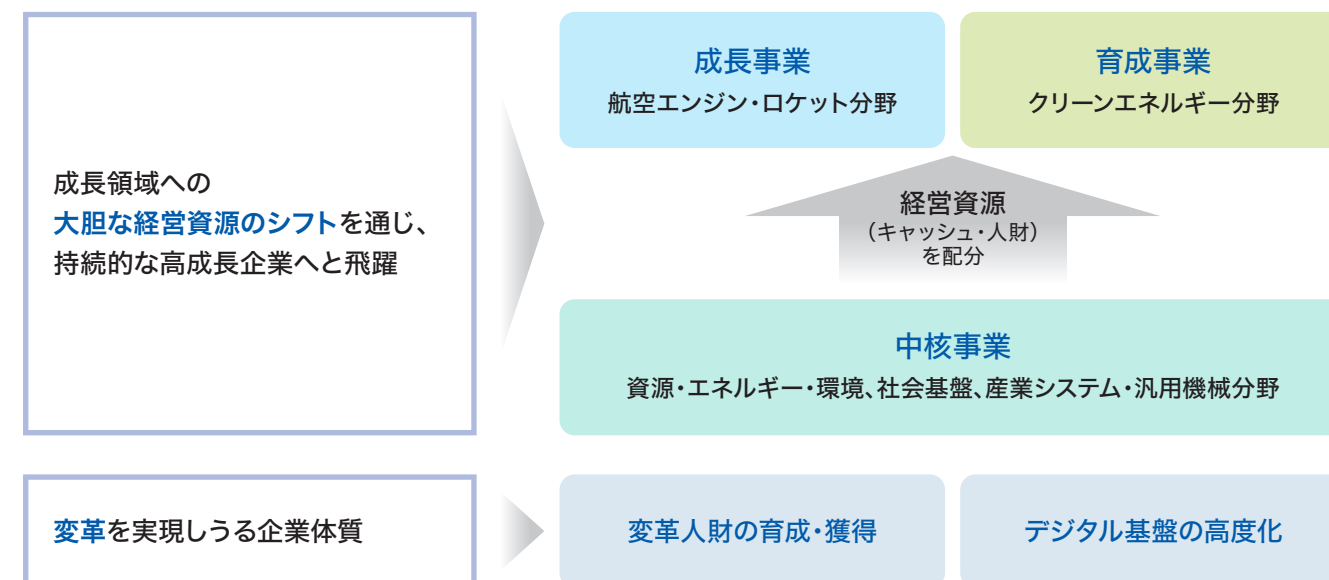 成長領域への
大胆な経営資源のシフトを通じ、
持続的な高成長企業へと飛躍
成長事業
航空エンジン・ロケット分野
育成事業
クリーンエネルギー分野
経営資源
（キャッシュ・人財）
を配分
中核事業
資源・エネルギー・環境、社会基盤、産業システム・汎用機械分野
変革を実現しうる企業体質
変革人財の育成・獲得
デジタル基盤の高度化